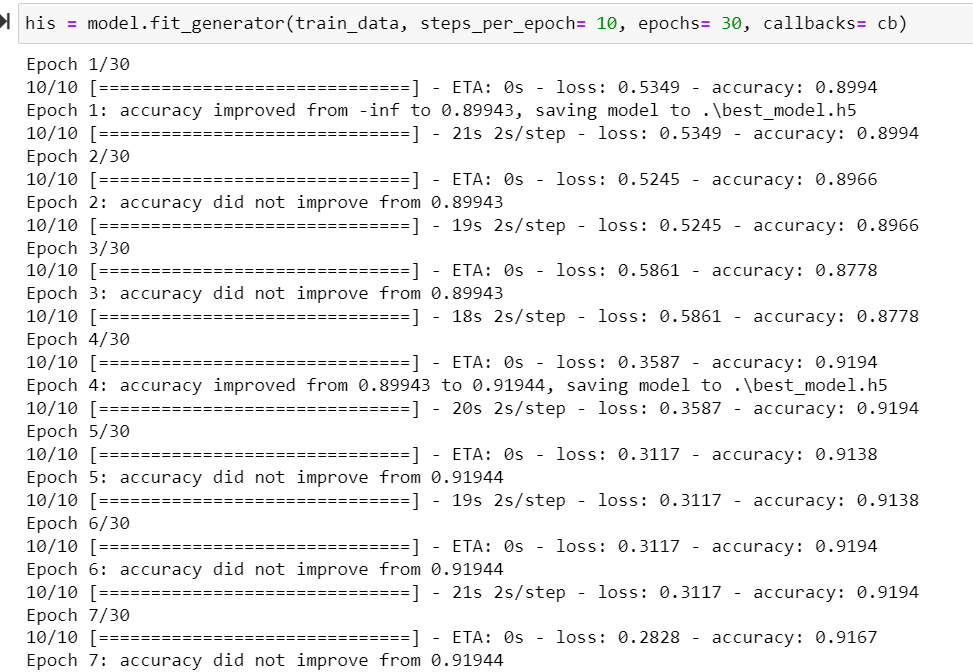 his = model.fit_generator(train_data, steps_per_epoch= 10, epochs= 30, callbacks= cb)
Epoch 1/30
10/10 [==============================] - ETA: 0s - loss: 0.5349 - accuracy: 0.8994
Epoch 1: accuracy improved from -inf to 0.89943, saving model to .\best_model.h5
10/10 [==============================] - 21s 2s/step - loss: 0.5349 - accuracy: 0.8994
Epoch 2/30
10/10 [==============================] - ETA: 0s - loss: 0.5245 - accuracy: 0.8966
Epoch 2: accuracy did not improve from 0.89943
10/10 [==============================] - 19s 2s/step - loss: 0.5245 - accuracy: 0.8966
Epoch 3/30
10/10 [==============================] - ETA: 0s - loss: 0.5861 - accuracy: 0.8778
Epoch 3: accuracy did not improve from 0.89943
10/10 [==============================] - 18s 2s/step - loss: 0.5861 - accuracy: 0.8778
Epoch 4/30
10/10 [==============================] - ETA: 0s - loss: 0.3587 - accuracy: 0.9194
Epoch 4: accuracy improved from 0.89943 to 0.91944, saving model to .\best_model.h5
10/10 [==============================] - 20s 2s/step - loss: 0.3587 - accuracy: 0.9194
Epoch 5/30
10/10 [==============================] - ETA: 0s - loss: 0.3117 - accuracy: 0.9138
Epoch 5: accuracy did not improve from 0.91944
10/10 [==============================] - 19s 2s/step - loss: 0.3117 - accuracy: 0.9138
Epoch 6/30
10/10 [==============================] - ETA: 0s - loss: 0.3117 - accuracy: 0.9194
Epoch 6: accuracy did not improve from 0.91944
10/10 [==============================] - 21s 2s/step - loss: 0.3117 - accuracy: 0.9194
Epoch 7/30
10/10 [==============================] - ETA: 0s - loss: 0.2828 - accuracy: 0.9167
Epoch 7: accuracy did not improve from 0.91944